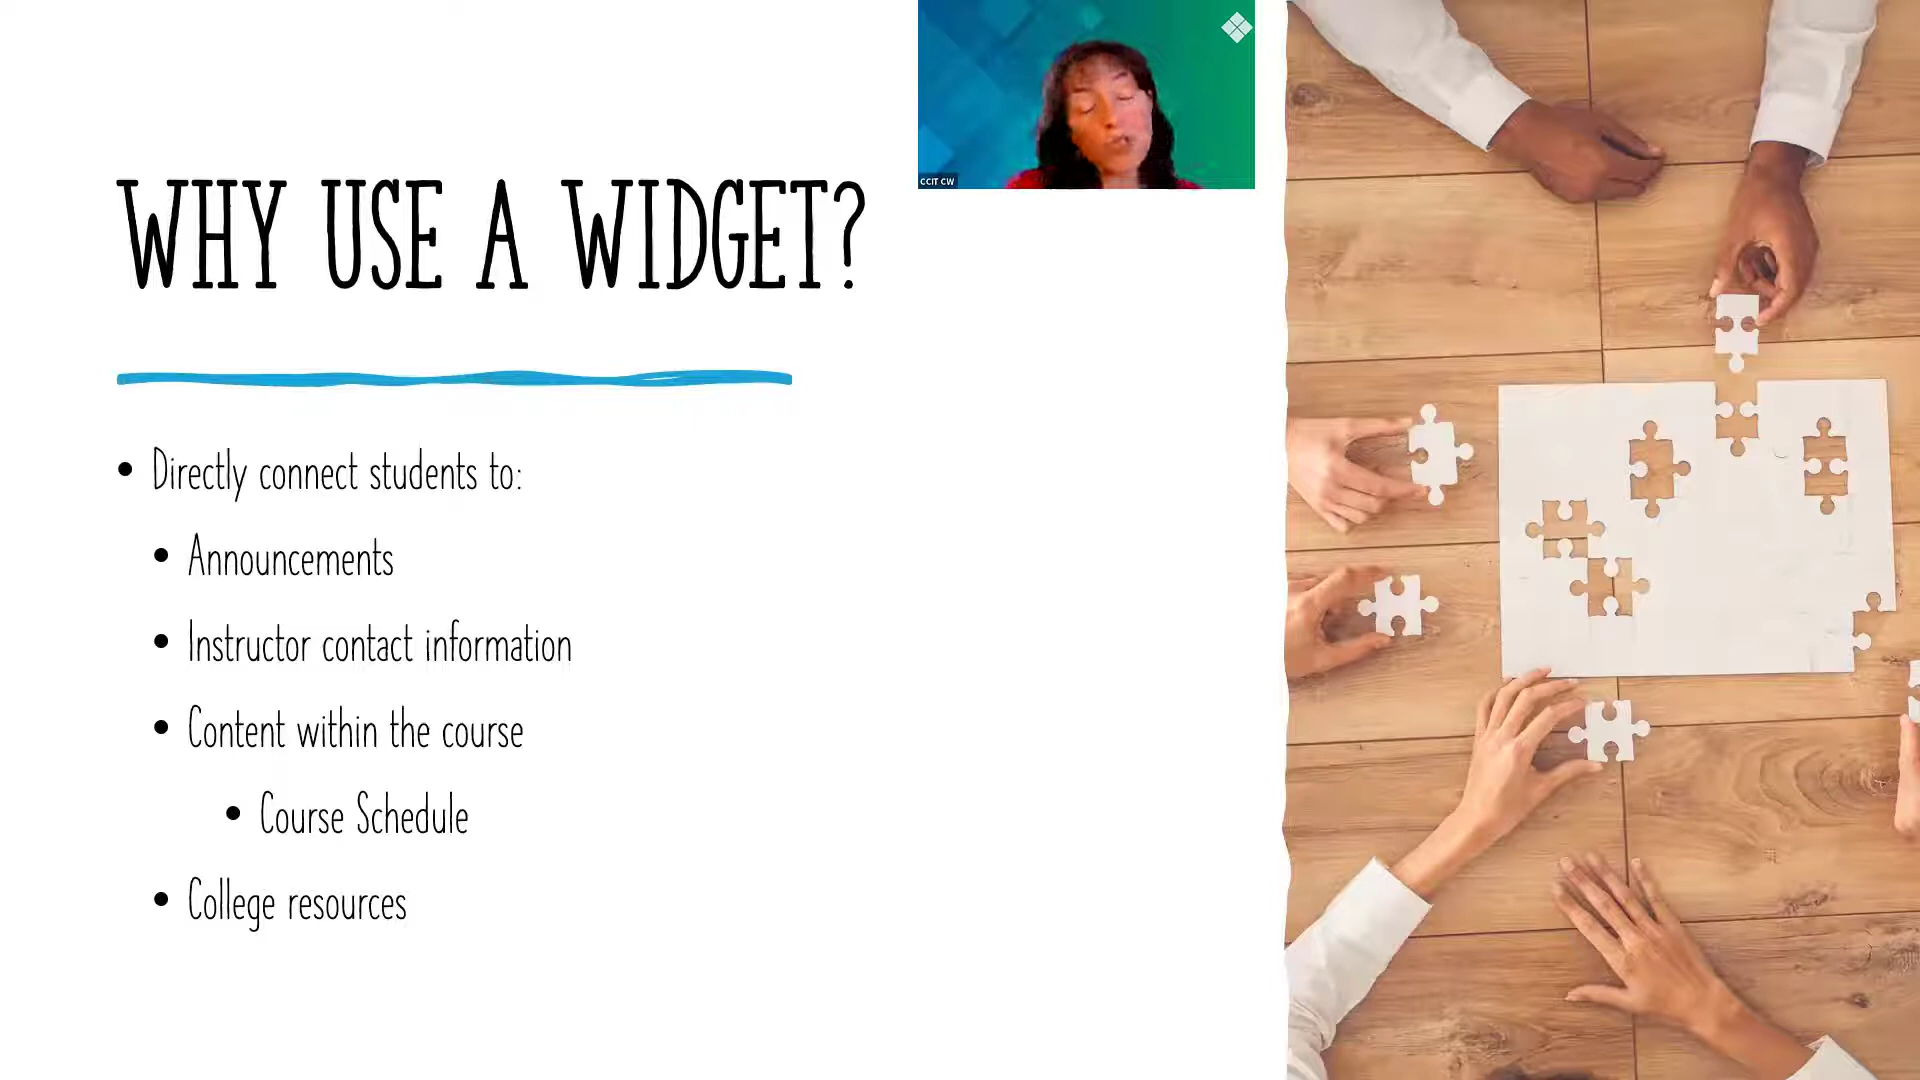 WHY USE A WIDGET?
CCIT CW
• Directly connect students to:
• Announcements
• Instructor contact information
• Content within the course
• Course Schedule
• College resources